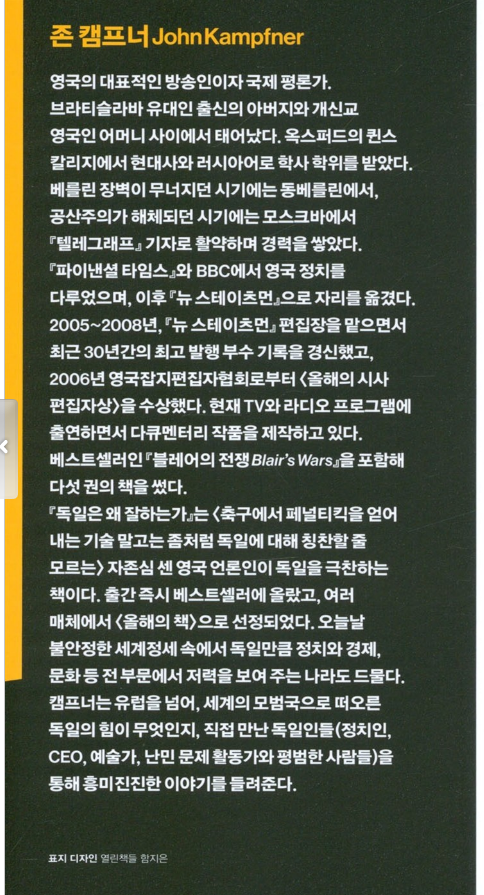 존 캠프너 John Kampfner
영국의 대표적인 방송인이자 국제 평론가.
브라티슬라바 유대인 출신의 아버지와 개신교
영국인 어머니 사이에서 태어났다. 옥스퍼드의 퀸스
칼리지에서 현대사와 러시아어로 학사 학위를 받았다.
베를린 장벽이 무너지던 시기에는 동베를린에서,
공산주의가 해체되던 시기에는 모스크바에서
『텔레그래프』 기자로 활약하며 경력을 쌓았다.
『파이낸셜 타임스』와 BBC에서 영국 정치를
다루었으며, 이후 『뉴 스테이츠먼』으로 자리를 옮겼다.
2005~2008년, 『뉴 스테이츠먼』 편집장을 맡으면서
최근 30년간의 최고 발행 부수 기록을 경신했고,
2006년 영국잡지편집자협회로부터 〈올해의 시사
편집자상〉을 수상했다. 현재 TV와 라디오 프로그램에
출연하면서 다큐멘터리 작품을 제작하고 있다.
베스트셀러인 『블레어의 전쟁 Blair's Wars』을 포함해
다섯 권의 책을 썼다.
『독일은 왜 잘하는가』는 〈축구에서 페널티킥을 얻어
내는 기술 말고는 좀처럼 독일에 대해 칭찬할 줄
모르는〉 자존심 센 영국 언론인이 독일을 극찬하는
책이다. 출간 즉시 베스트셀러에 올랐고, 여러
매체에서 〈올해의 책〉으로 선정되었다. 오늘날
불안정한 세계정세 속에서 독일만큼 정치와 경제,
문화 등 전 부문에서 저력을 보여 주는 나라도 드물다.
캠프너는 유럽을 넘어, 세계의 모범국으로 떠오른
독일의 힘이 무엇인지, 직접 만난 독일인들(정치인,
CEO, 예술가, 난민 문제 활동가와 평범한 사람들)을
통해 흥미진진한 이야기를 들려준다.
표지 디자인 열린책들 함지은